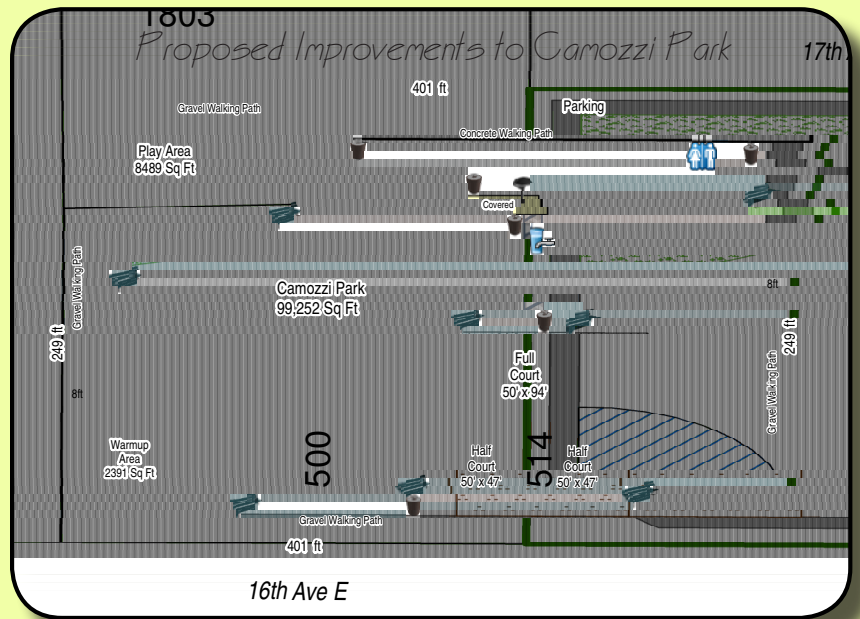 1803
Proposed Improvements to Camozzi Park
17th
401 ft
Gravel Walking Path
Parking
Concrete Walking Path
Play Area
8489 Sq Ft
Covered
Gravel Walking Path
Camozzi Park
99,252 Sq Ft
8ft
249 ft
249 ft
Full
Court
50' x 94'
Gravel Walking Path
8ft
Warmup
Area
2391 Sq Ft
500
514
Half
Court
50' x 47'
Half
Court
50' x 47'
Gravel Walking Path
401 ft
16th Ave E